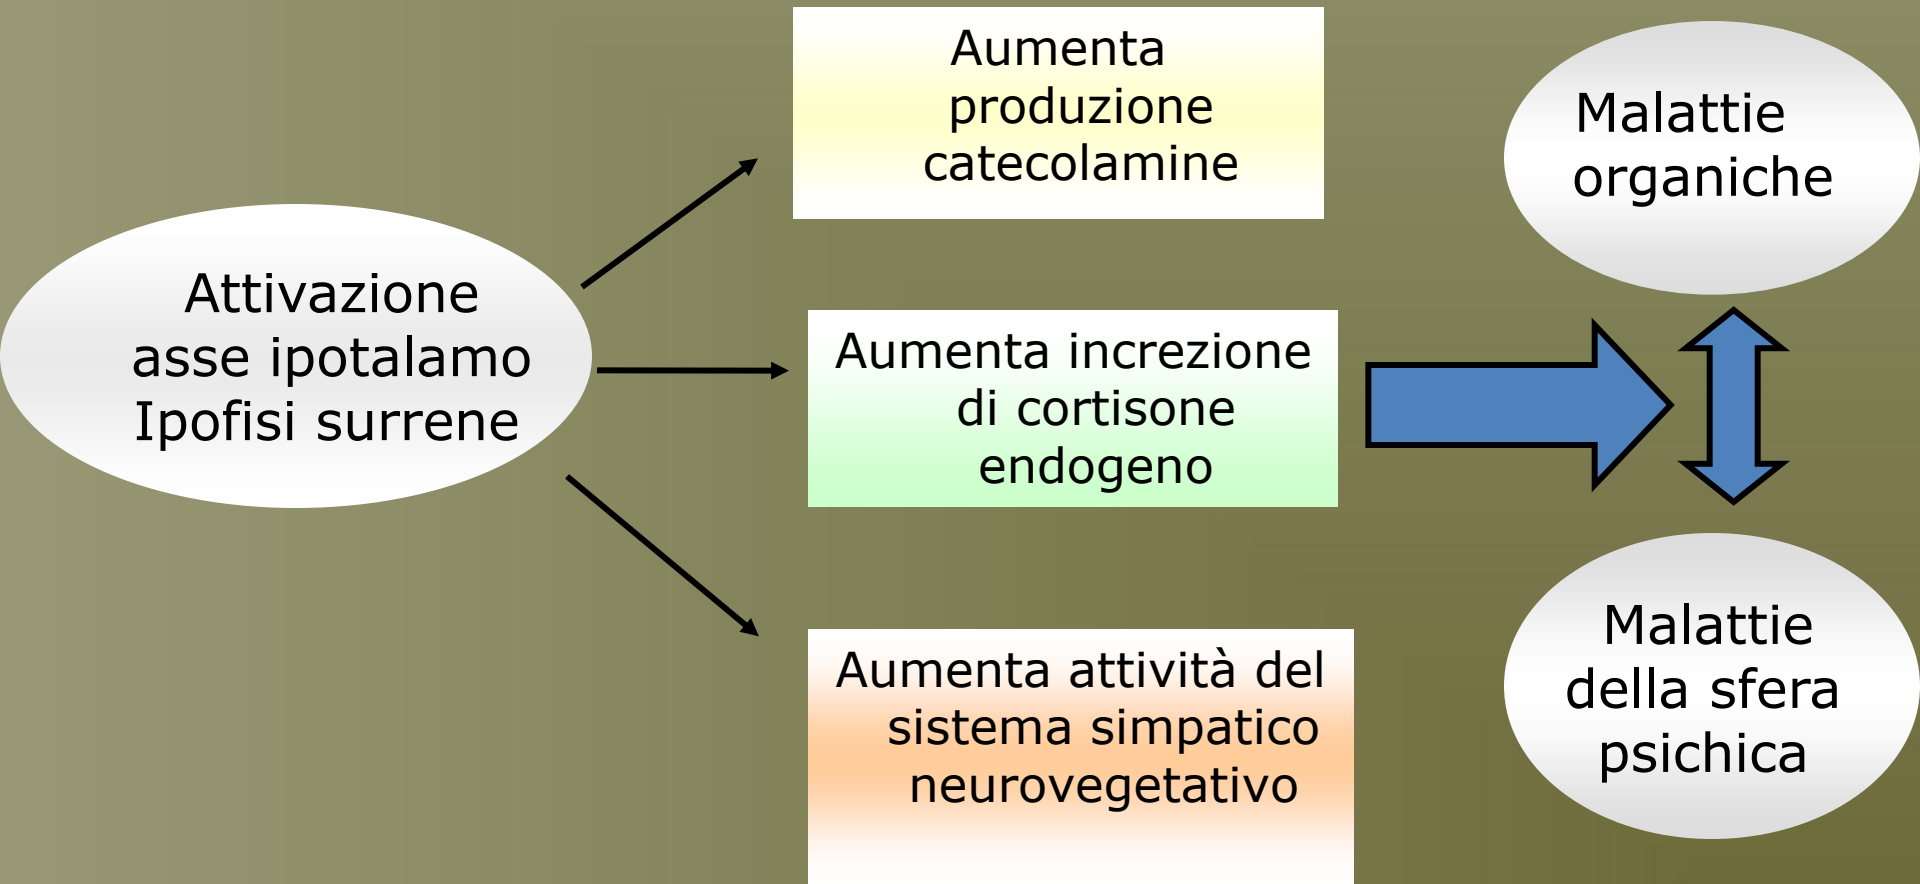 Attivazione
asse ipotalamo
Ipofisi surrene
Aumenta
produzione
catecolamine
Aumenta increzione
di cortisone
endogeno
Aumenta attività del
sistema simpatico
neurovegetativo
Malattie
organiche
Malattie
della sfera
psichica